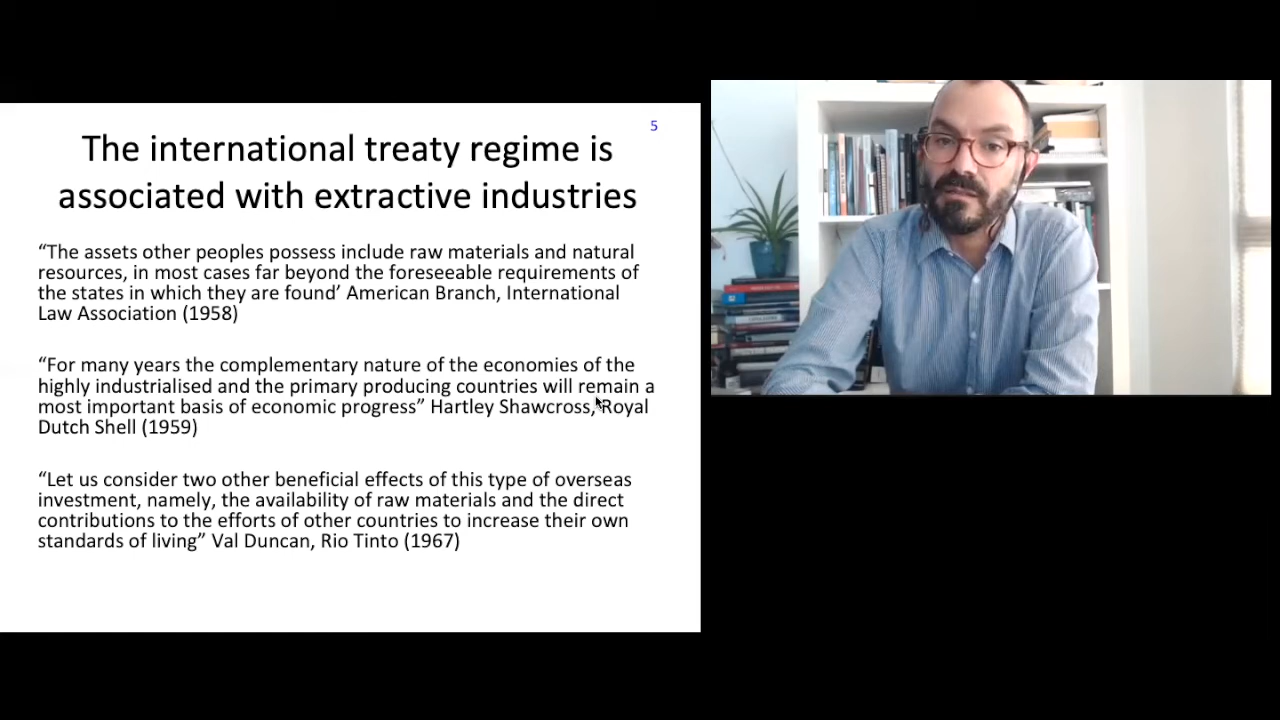 5
The international treaty regime is
associated with extractive industries
“The assets other peoples possess include raw materials and natural
resources, in most cases far beyond the foreseeable requirements of
the states in which they are found’ American Branch, International
Law Association (1958)
“For many years the complementary nature of the economies of the
highly industrialised and the primary producing countries will remain a
most important basis of economic progress” Hartley Shawcross, Royal
Dutch Shell (1959)
“Let us consider two other beneficial effects of this type of overseas
investment, namely, the availability of raw materials and the direct
contributions to the efforts of other countries to increase their own
standards of living” Val Duncan, Rio Tinto (1967)